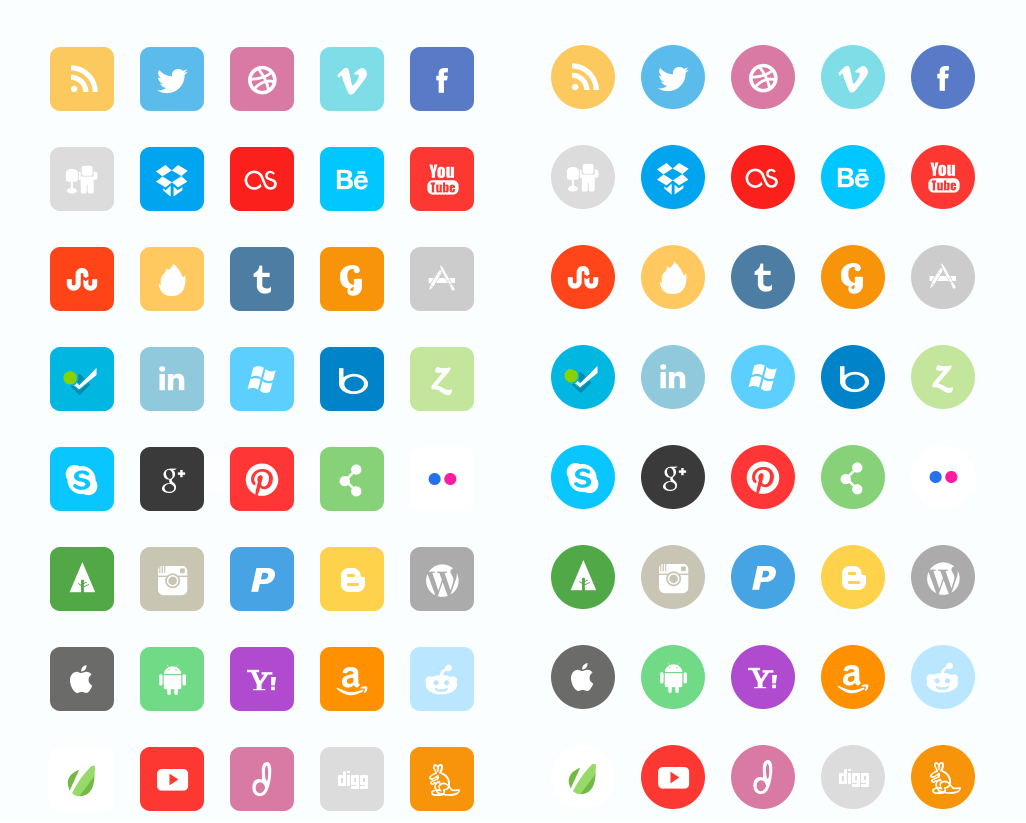 f
f
Bē You
Tube
Bē You
Tube
t G
t G
in b Z
in b Z
S g+ P
S g+ P
P B W
P B W
Y! a
Y! a
d digg
d digg